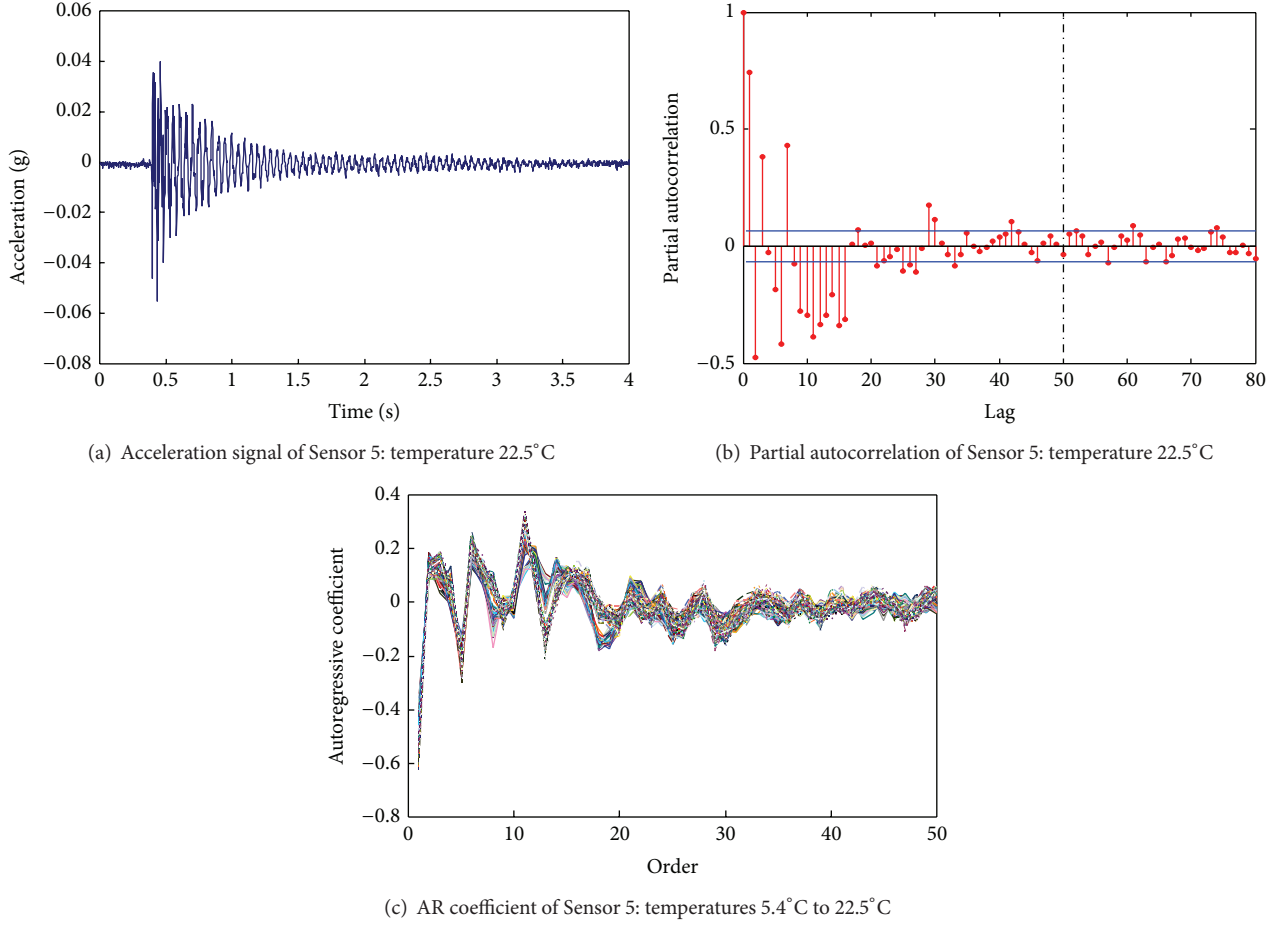 0.06
0.04
0.02
0
−0.02
−0.04
−0.06
−0.08
Acceleration (g)
0 0.5 1 1.5 2 2.5 3 3.5 4
Time (s)
(a) Acceleration signal of Sensor 5: temperature 22.5°C
1
0.5
0
−0.5
Partial autocorrelation
0 10 20 30 40 50 60 70 80
Lag
(b) Partial autocorrelation of Sensor 5: temperature 22.5°C
0.4
0.2
0
−0.2
−0.4
−0.6
−0.8
Autoregressive coefficient
0 10 20 30 40 50
Order
(c) AR coefficient of Sensor 5: temperatures 5.4°C to 22.5°C